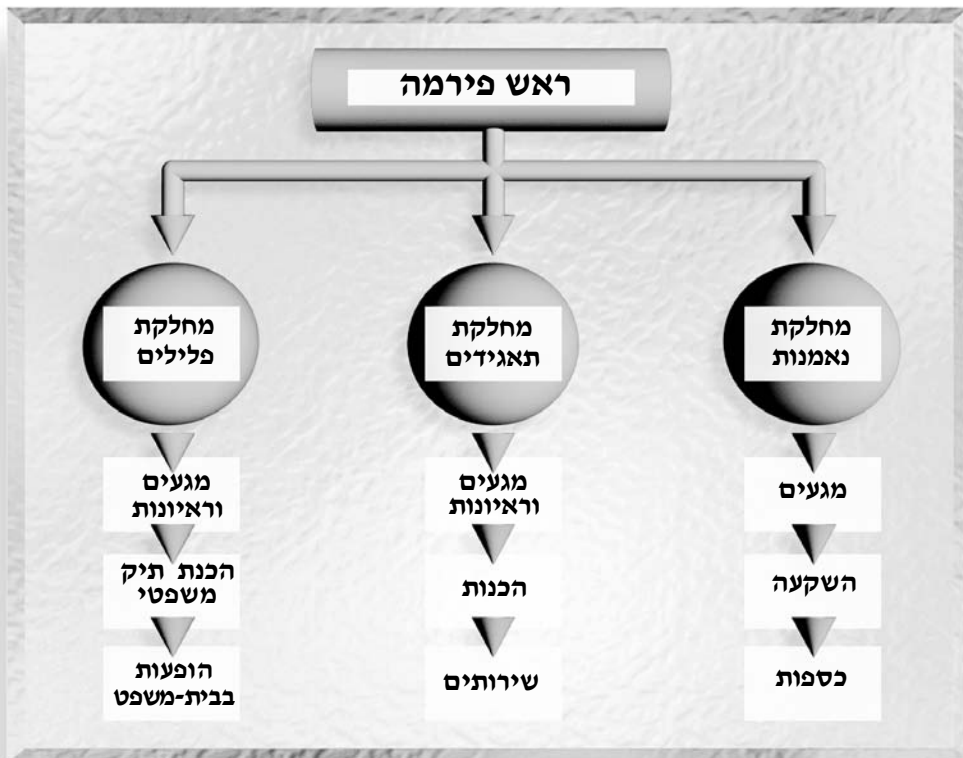 ראש פירמה
מחלקת
נאמנות
מגעים
השקעה
כספות
מחלקת
תאגידים
מגעים
וראיונות
הכנות
שירותים
מחלקת
פלילים
מגעים
וראיונות
הכנת תיק
משפטי
הופעות
בבית-משפט